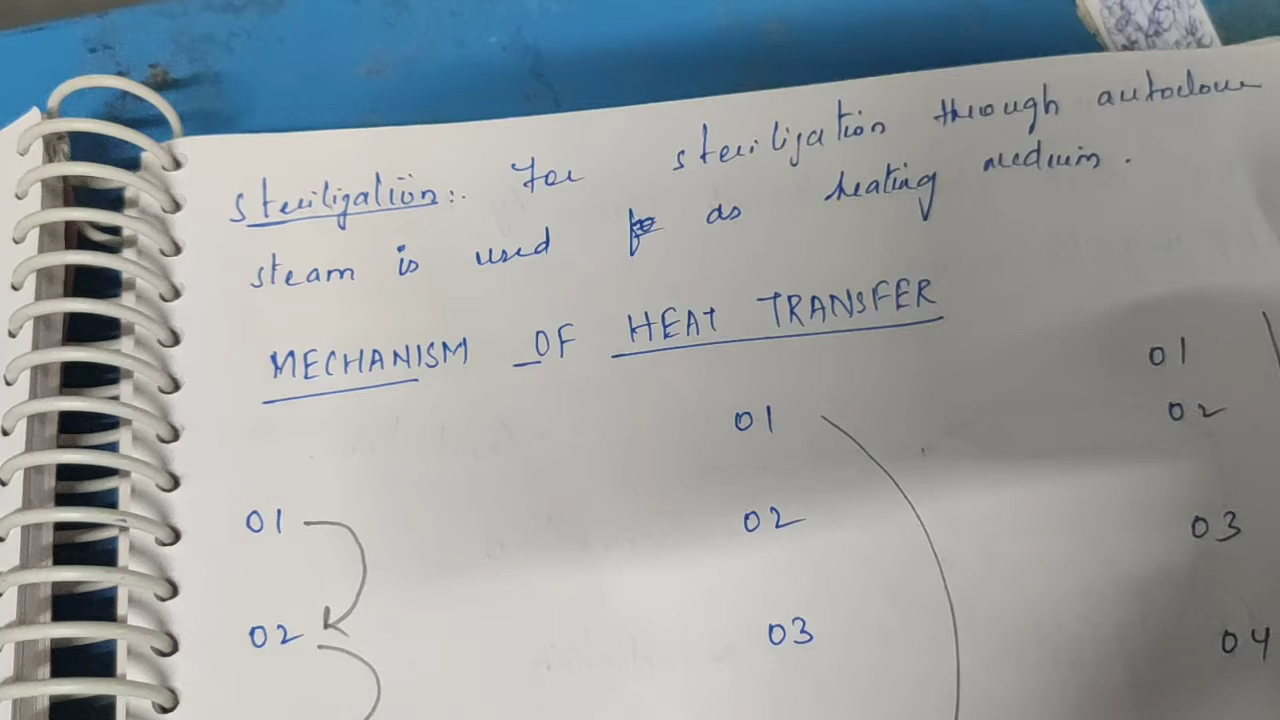 Sterilization:. For sterilization through autoclave
steam is used as heating medium.
MECHANISM OF HEAT TRANSFER
01 01 01
02 02 02
03 03
04